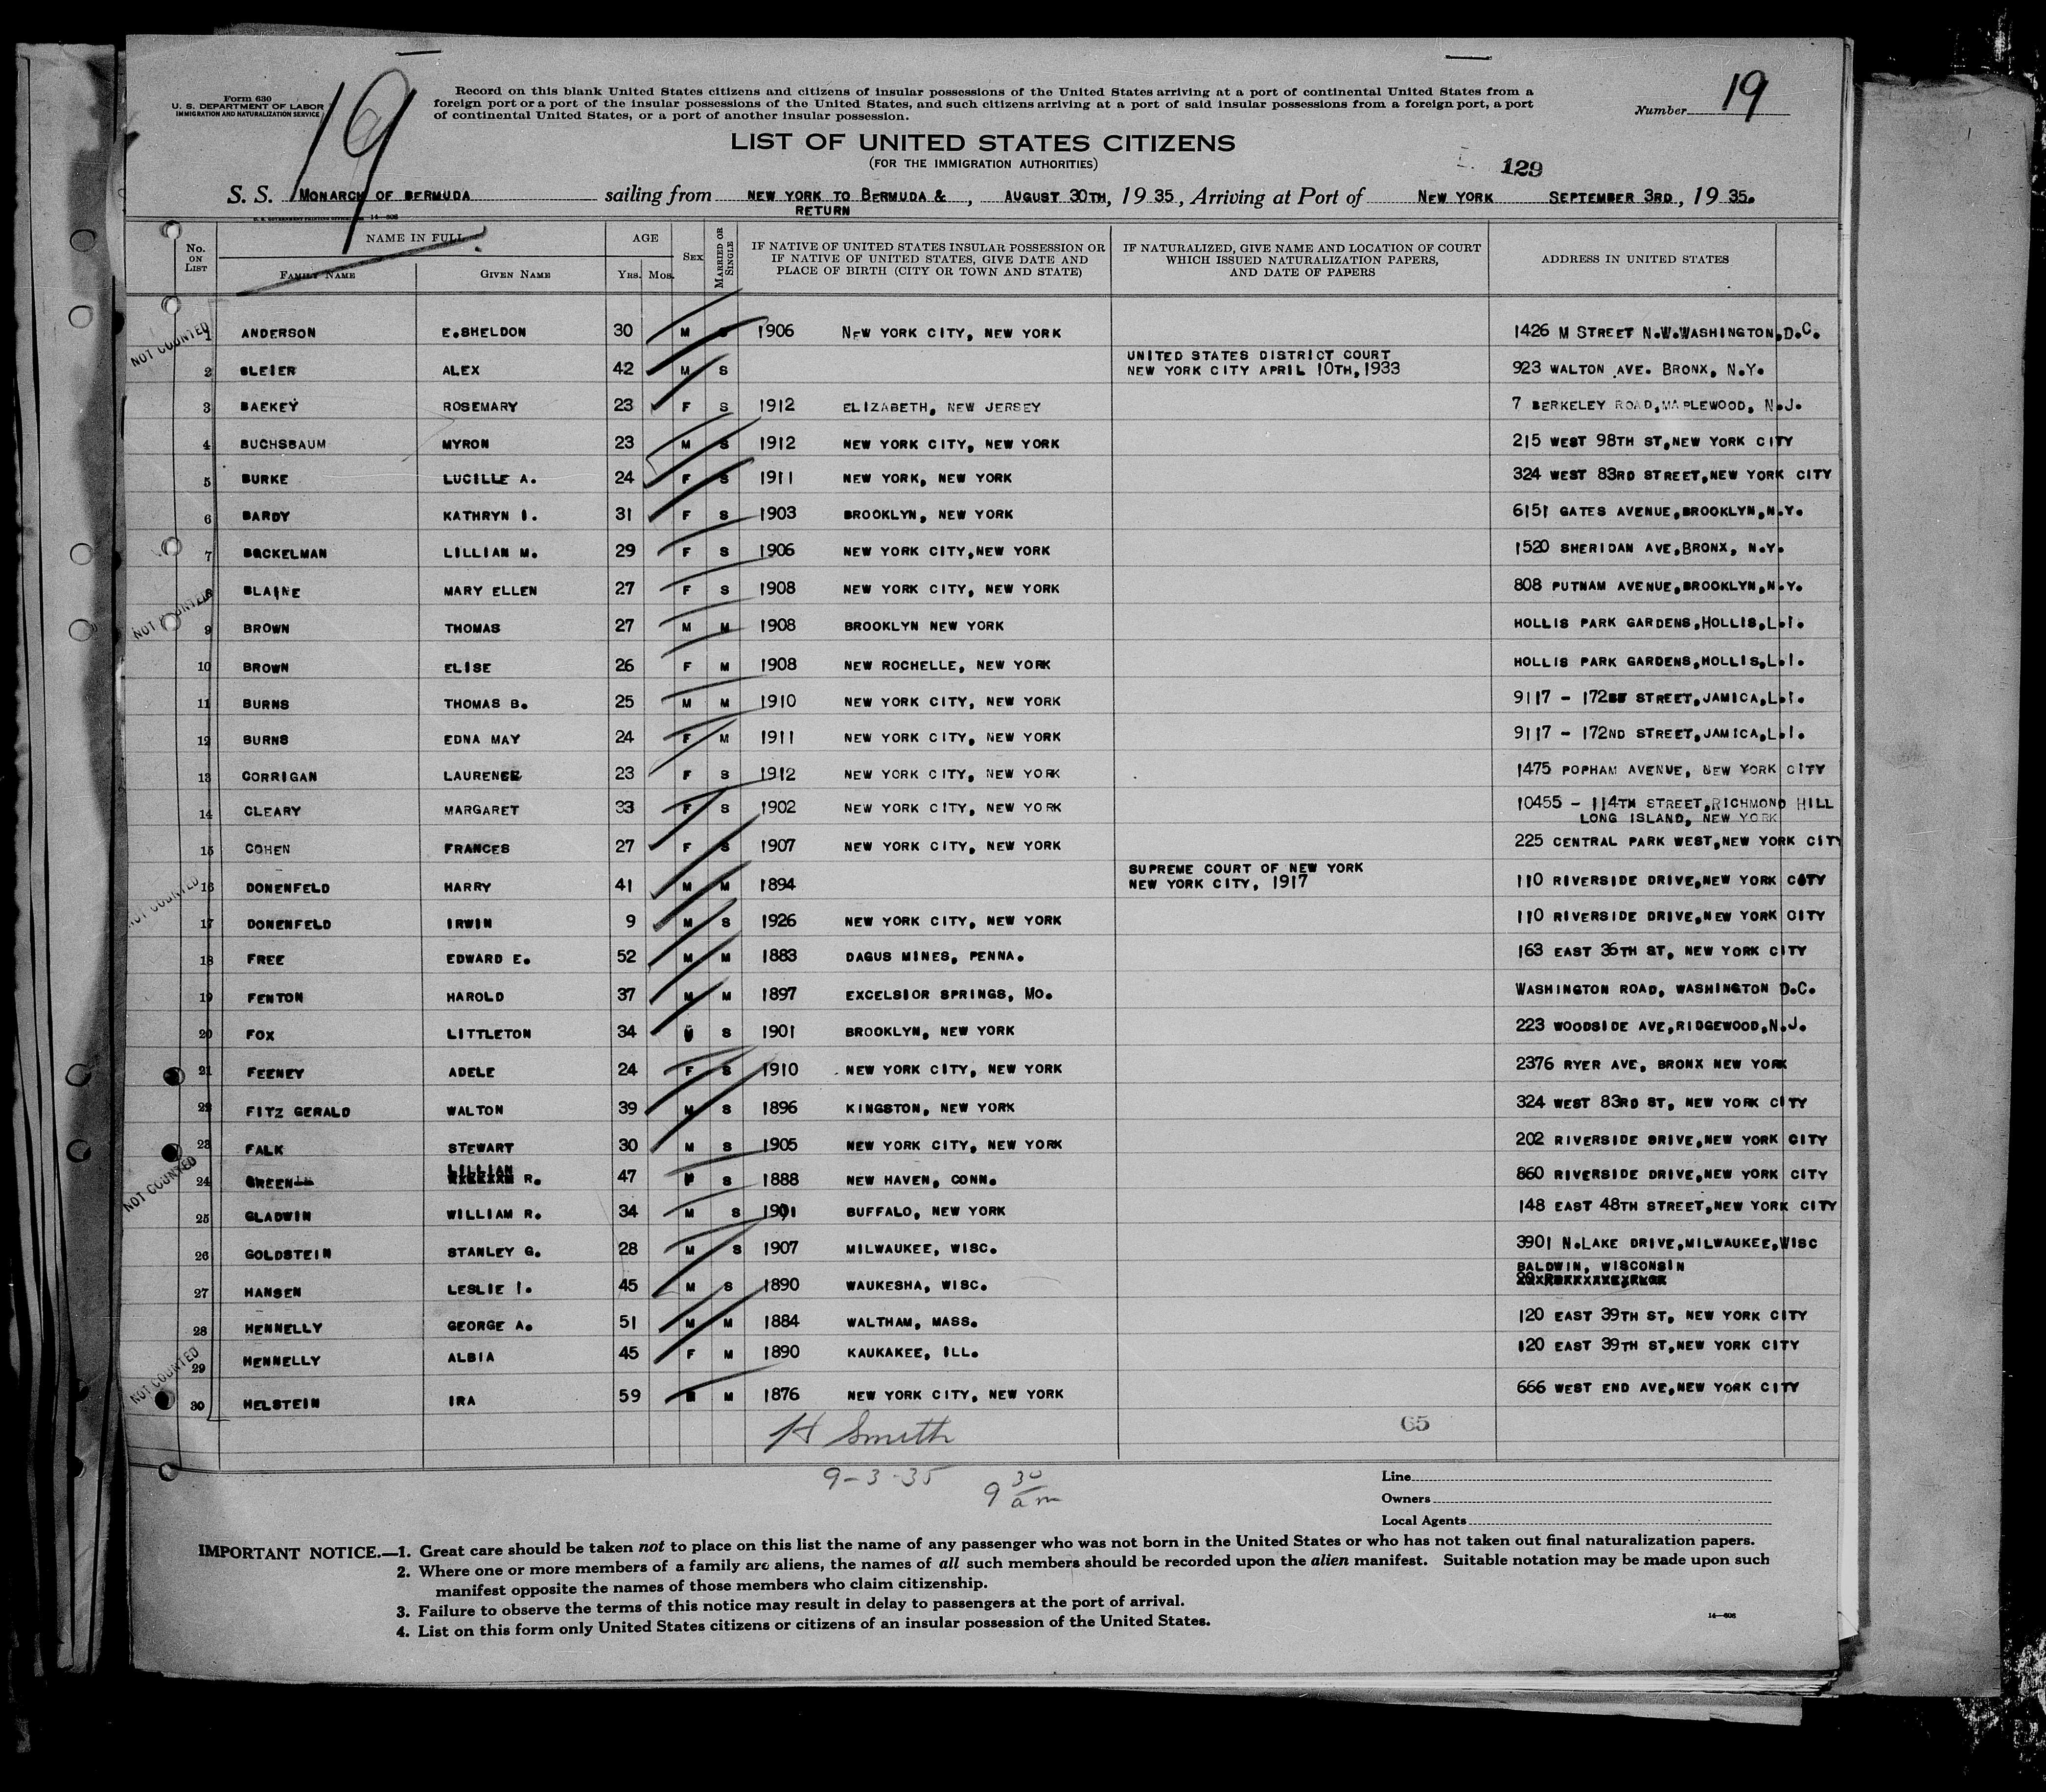 Form 630
U. S. DEPARTMENT OF LABOR
IMMIGRATION AND NATURALIZATION SERVICE
19
Record on this blank United States citizens and citizens of insular possessions of the United States arriving at a port of continental United States from a
foreign port or a port of the insular possessions of the United States, and such citizens arriving at a port of said insular possessions from a foreign port, a port
of continental United States, or a port of another insular possession.
Number 19
LIST OF UNITED STATES CITIZENS
(FOR THE IMMIGRATION AUTHORITIES)
129
S. S. MONARCH OF BERMUDA sailing from NEW YORK TO BERMUDA & RETURN, AUGUST 30TH, 19 35, Arriving at Port of NEW YORK SEPTEMBER 3RD, 19 35.
No. ON LIST NAME IN FULL FAMILY NAME GIVEN NAME AGE YRS. MOS. SEX MARRIED OR SINGLE IF NATIVE OF UNITED STATES INSULAR POSSESSION OR IF NATIVE OF UNITED STATES, GIVE DATE AND PLACE OF BIRTH (CITY OR TOWN AND STATE) IF NATURALIZED, GIVE NAME AND LOCATION OF COURT WHICH ISSUED NATURALIZATION PAPERS, AND DATE OF PAPERS ADDRESS IN UNITED STATES
NOT COUNTED
1 ANDERSON E.SHELDON 30 M S 1906 NEW YORK CITY, NEW YORK 1426 M STREET N.W.WASHINGTON,D.C.
2 BLEIER ALEX 42 M S UNITED STATES DISTRICT COURT NEW YORK CITY APRIL 10TH,1933 923 WALTON AVE. BRONX, N.Y.
3 BAEKEY ROSEMARY 23 F S 1912 ELIZABETH, NEW JERSEY 7 BERKELEY ROAD,MAPLEWOOD, N.J.
4 BUCHSBAUM MYRON 23 M S 1912 NEW YORK CITY, NEW YORK 215 WEST 98TH ST,NEW YORK CITY
5 BURKE LUCILLE A. 24 F S 1911 NEW YORK, NEW YORK 324 WEST 83RD STREET,NEW YORK CITY
6 BARDY KATHRYN I. 31 F S 1903 BROOKLYN, NEW YORK 6151 GATES AVENUE,BROOKLYN,N.Y.
7 BOCKELMAN LILLIAN M. 29 F S 1906 NEW YORK CITY,NEW YORK 1520 SHERIDAN AVE,BRONX, N.Y.
NOT COUNTED
8 BLAINE MARY ELLEN 27 F S 1908 NEW YORK CITY, NEW YORK 808 PUTNAM AVENUE,BROOKLYN,N.Y.
9 BROWN THOMAS 27 M M 1908 BROOKLYN NEW YORK HOLLIS PARK GARDENS,HOLLIS,L.I.
10 BROWN ELISE 26 F M 1908 NEW ROCHELLE, NEW YORK HOLLIS PARK GARDENS,HOLLIS,L.I.
11 BURNS THOMAS B. 25 M M 1910 NEW YORK CITY, NEW YORK 9117 - 172 STREET,JAMICA,L.I.
12 BURNS EDNA MAY 24 F M 1911 NEW YORK CITY, NEW YORK 9117 - 172ND STREET,JAMICA,L.I.
13 CORRIGAN LAURENCE 23 F S 1912 NEW YORK CITY, NEW YORK 1475 POPHAM AVENUE, NEW YORK CITY
14 CLEARY MARGARET 33 F S 1902 NEW YORK CITY, NEW YORK 10455 - 114TH STREET,RICHMOND HILL LONG ISLAND, NEW YORK
15 COHEN FRANCES 27 F S 1907 NEW YORK CITY, NEW YORK 225 CENTRAL PARK WEST,NEW YORK CITY
NOT COUNTED
16 DONENFELD HARRY 41 M M 1894 SUPREME COURT OF NEW YORK NEW YORK CITY, 1917 110 RIVERSIDE DRIVE,NEW YORK CITY
17 DONENFELD IRWIN 9 M S 1926 NEW YORK CITY, NEW YORK 110 RIVERSIDE DRIVE,NEW YORK CITY
18 FREE EDWARD E. 52 M M 1883 DAGUS MINES, PENNA. 163 EAST 36TH ST, NEW YORK CITY
19 FENTON HAROLD 37 M M 1897 EXCELSIOR SPRINGS, MO. WASHINGTON ROAD, WASHINGTON D.C.
20 FOX LITTLETON 34 M S 1901 BROOKLYN, NEW YORK 223 WOODSIDE AVE,RIDGEWOOD,N.J.
21 FEENEY ADELE 24 F S 1910 NEW YORK CITY, NEW YORK 2376 RYER AVE, BRONX NEW YORK
22 FITZ GERALD WALTON 39 M S 1896 KINGSTON, NEW YORK 324 WEST 83RD ST, NEW YORK CITY
23 FALK STEWART 30 M S 1905 NEW YORK CITY, NEW YORK 202 RIVERSIDE DRIVE,NEW YORK CITY
NOT COUNTED
24 GREEN LILLIAN R. 47 F S 1888 NEW HAVEN, CONN. 860 RIVERSIDE DRIVE,NEW YORK CITY
25 GLADWIN WILLIAM R. 34 M S 1901 BUFFALO, NEW YORK 148 EAST 48TH STREET,NEW YORK CITY
26 GOLDSTEIN STANLEY G. 28 M S 1907 MILWAUKEE, WISC. 3901 N.LAKE DRIVE,MILWAUKEE,WISC
27 HANSEN LESLIE I. 45 M S 1890 WAUKESHA, WISC. BALDWIN, WISCONSIN
28 HENNELLY GEORGE A. 51 M M 1884 WALTHAM, MASS. 120 EAST 39TH ST, NEW YORK CITY
NOT COUNTED
29 HENNELLY ALBIA 45 F M 1890 KAUKAKEE, ILL. 120 EAST 39TH ST,NEW YORK CITY
30 HELSTEIN IRA 59 M M 1876 NEW YORK CITY, NEW YORK 666 WEST END AVE,NEW YORK CITY
H Smith
65
9-3-35 9 30 am
Line
Owners
Local Agents
IMPORTANT NOTICE.—1. Great care should be taken not to place on this list the name of any passenger who was not born in the United States or who has not taken out final naturalization papers.
2. Where one or more members of a family are aliens, the names of all such members should be recorded upon the alien manifest. Suitable notation may be made upon such
manifest opposite the names of those members who claim citizenship.
3. Failure to observe the terms of this notice may result in delay to passengers at the port of arrival.
4. List on this form only United States citizens or citizens of an insular possession of the United States.
14—606